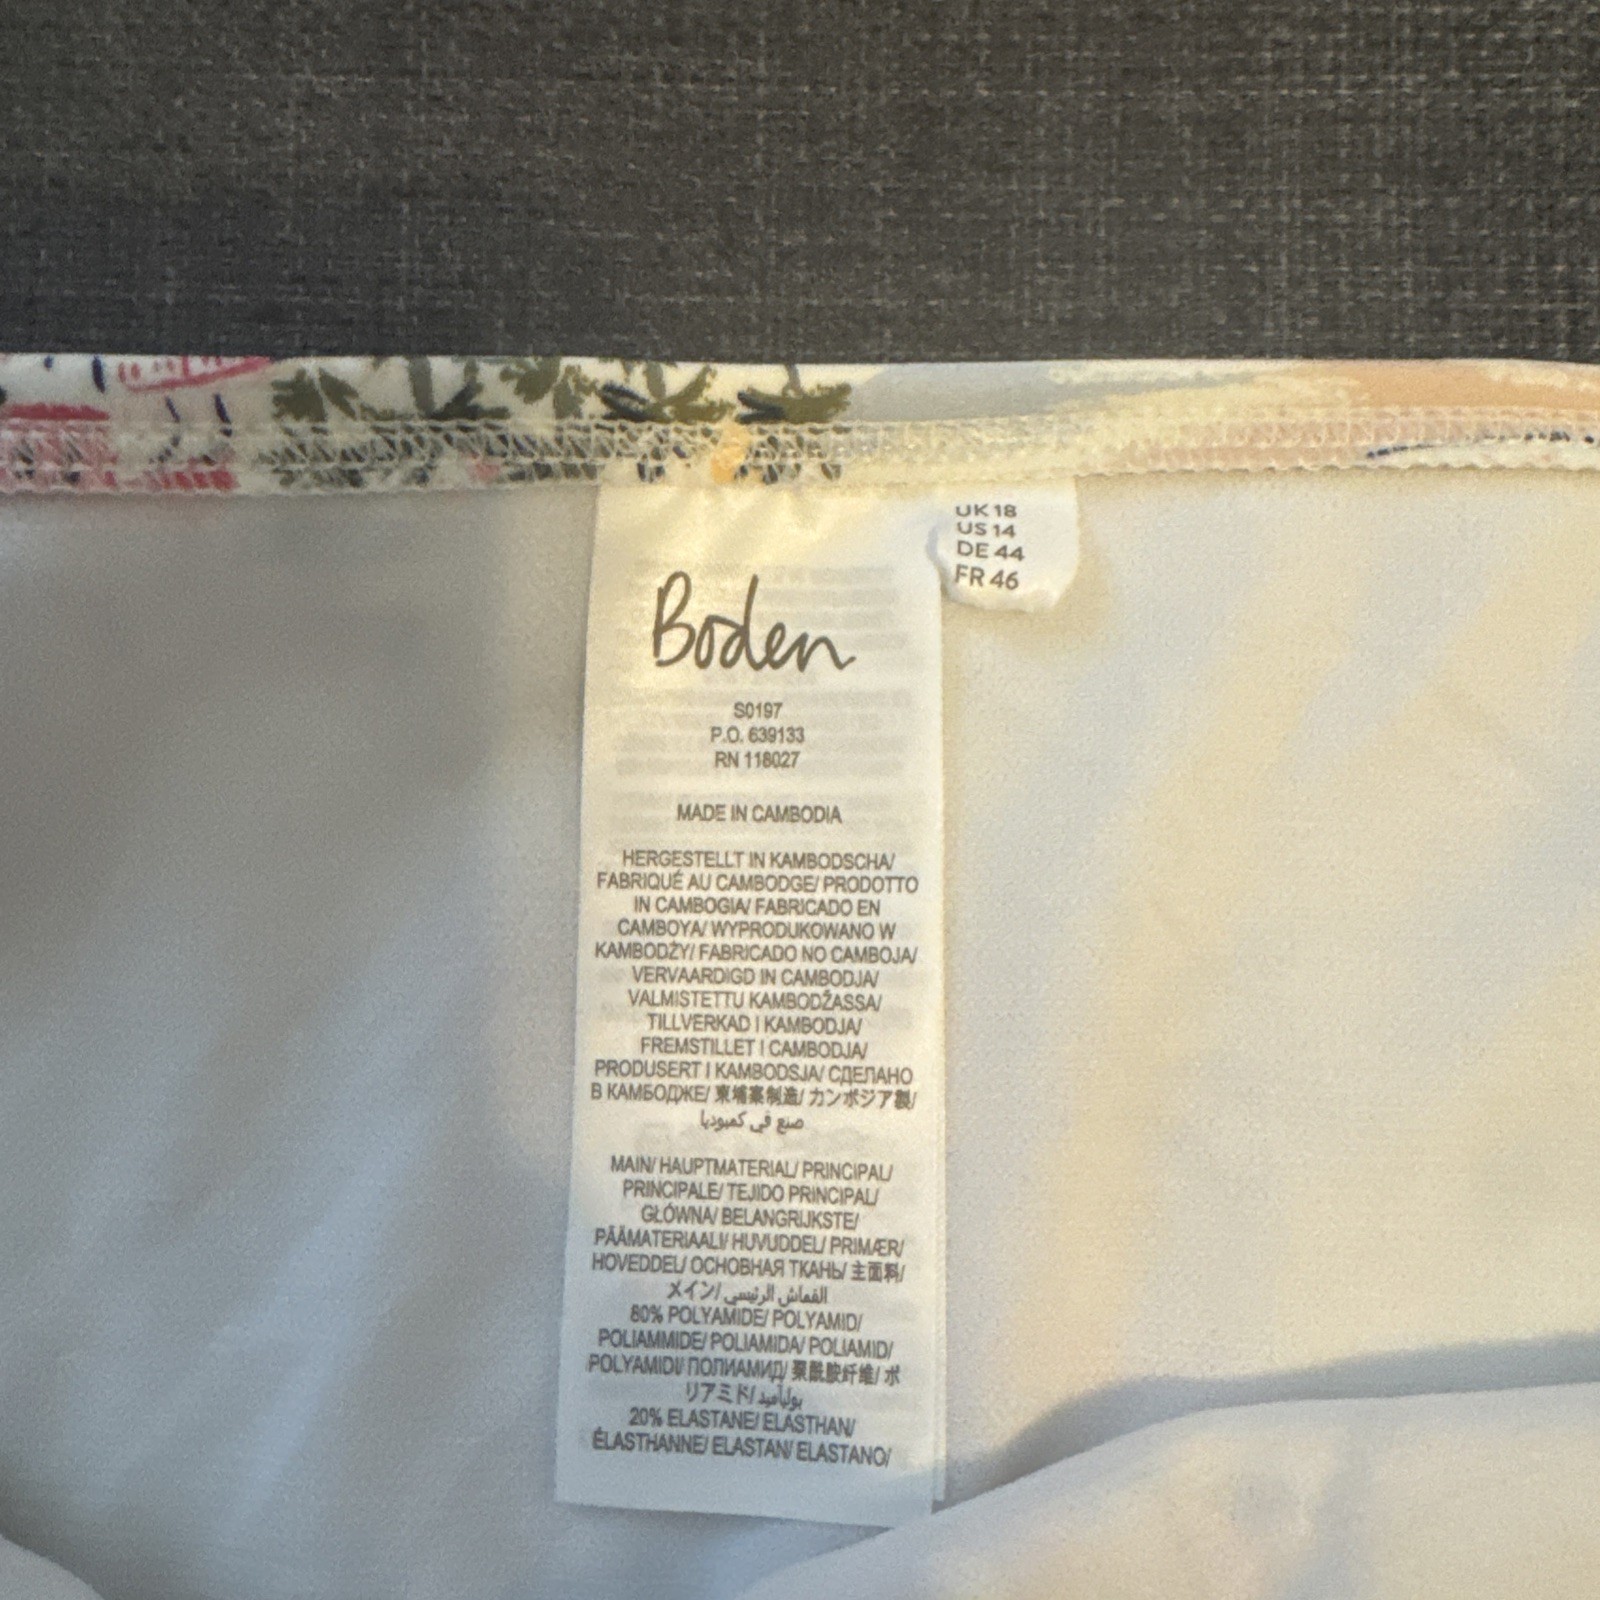 UK 18
US 14
DE 44
FR 46
Boden
S0197
P.O. 639133
RN 118027
MADE IN CAMBODIA
HERGESTELLT IN KAMBODSCHA/
FABRIQUÉ AU CAMBODGE/ PRODOTTO
IN CAMBOGIA/ FABRICADO EN
CAMBOYA/ WYPRODUKOWANO W
KAMBODŻY/ FABRICADO NO CAMBOJA/
VERVAARDIGD IN CAMBODJA/
VALMISTETTU KAMBODŽASSA/
TILLVERKAD I KAMBODJA/
FREMSTILLET I CAMBODJA/
PRODUSERT I KAMBODSJA/ СДЕЛАНО
В КАМБОДЖЕ/ 柬埔寨制造/ カンボジア製/
صنع في كمبوديا
MAIN/ HAUPTMATERIAL/ PRINCIPAL/
PRINCIPALE/ TEJIDO PRINCIPAL/
GŁÓWNA/ BELANGRIJKSTE/
PÄÄMATERIAALI/ HUVUDDEL/ PRIMÆR/
HOVEDDEL/ ОСНОВНАЯ ТКАНЬ/ 主面料/
メイン/ القماش الرئيسي
80% POLYAMIDE/ POLYAMID/
POLIAMMIDE/ POLIAMIDA/ POLIAMID/
POLYAMIDI/ ПОЛИАМИД/ 聚酰胺纤维/ ポ
リアミド/ بولياميد
20% ELASTANE/ ELASTHAN/
ÉLASTHANNE/ ELASTAN/ ELASTANO/